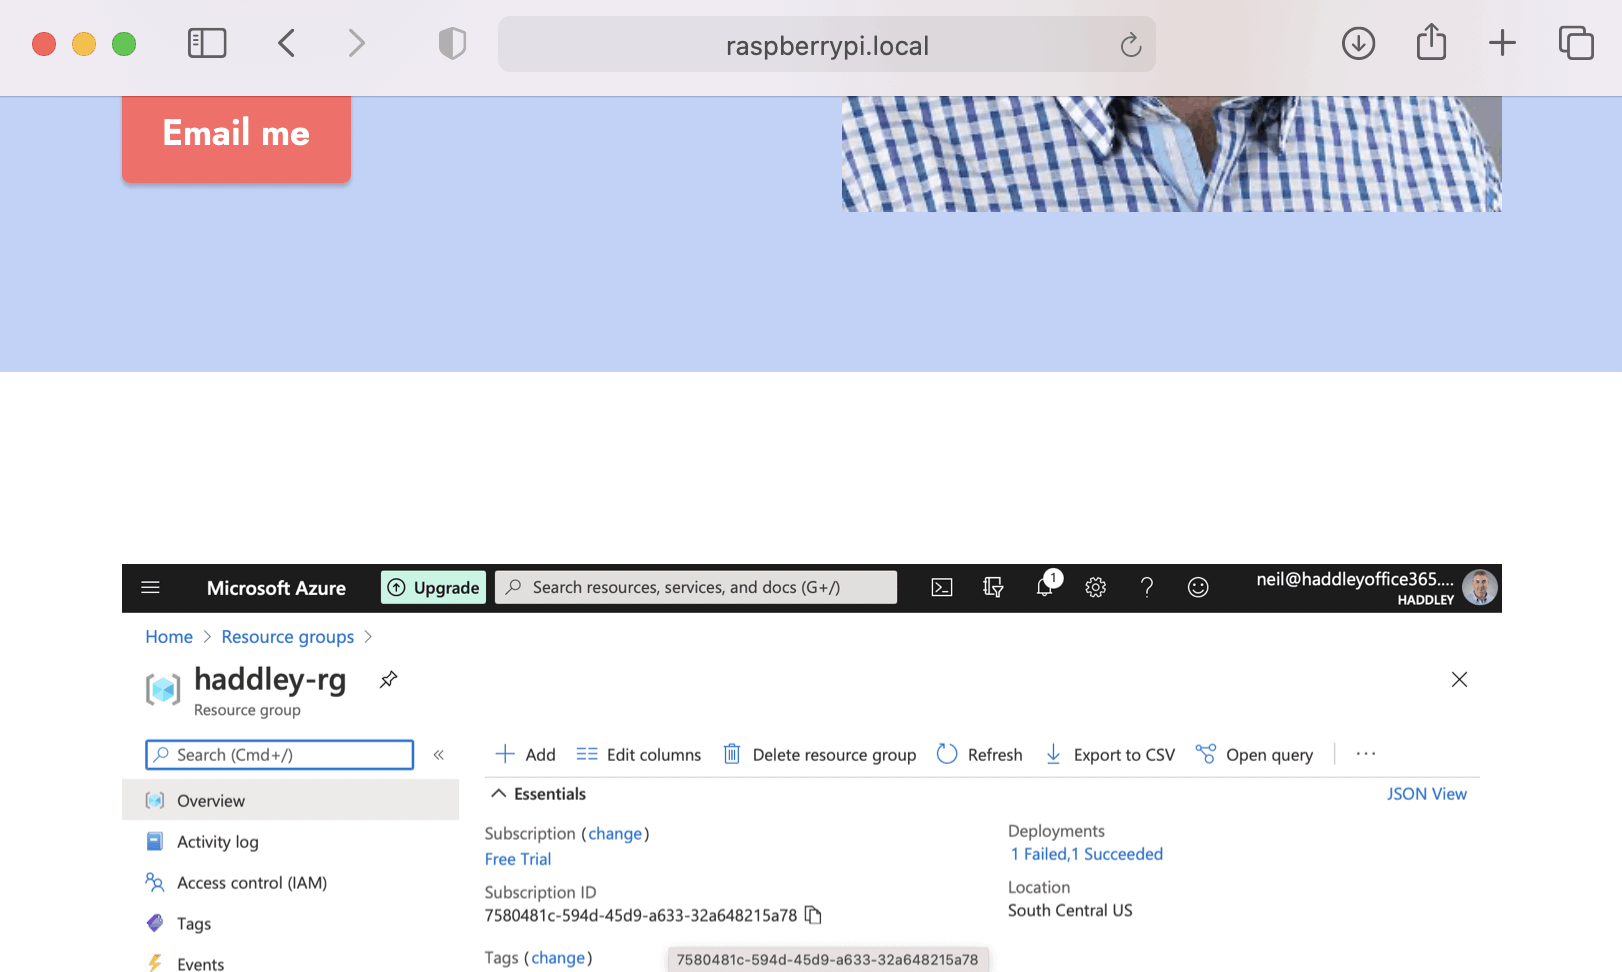 raspberrypi.local
Email me
Microsoft Azure
Upgrade
Search resources, services, and docs (G+/)
1
neil@haddleyoffice365....
HADDLEY
Home > Resource groups >
haddley-rg
Resource group
Search (Cmd+/)
«
Add
Edit columns
Delete resource group
Refresh
Export to CSV
Open query
...
Overview
Activity log
Access control (IAM)
Tags
Events
Essentials
JSON View
Subscription (change)
Free Trial
Subscription ID
7580481c-594d-45d9-a633-32a648215a78
Tags (change)
7580481c-594d-45d9-a633-32a648215a78
Deployments
1 Failed,1 Succeeded
Location
South Central US